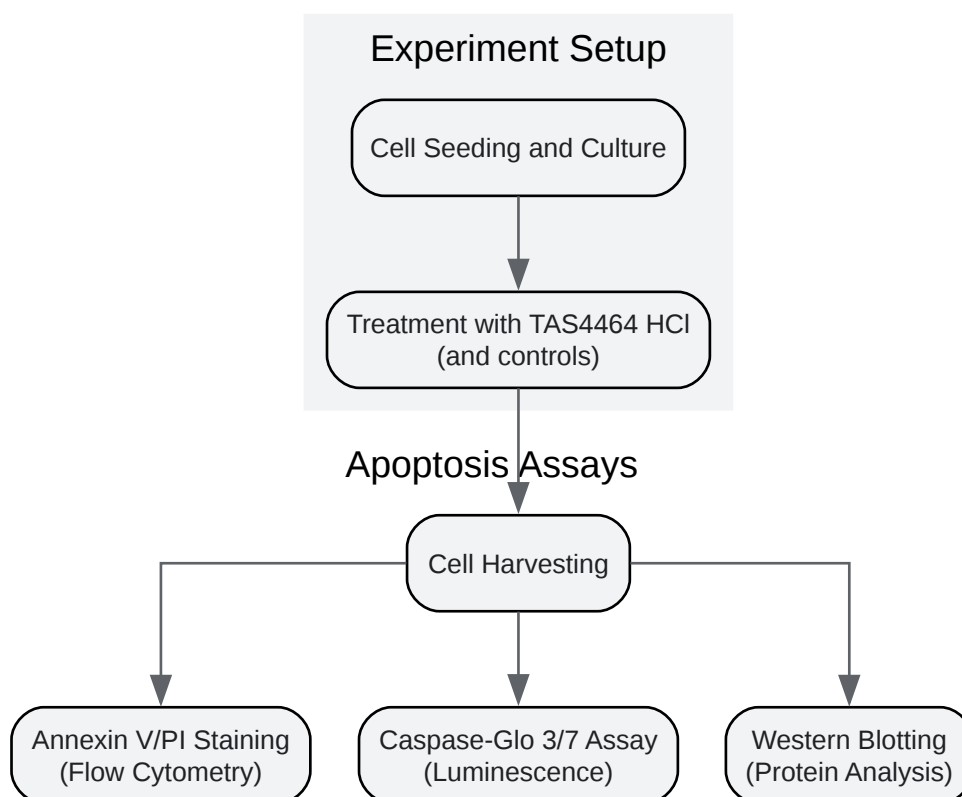 Experiment Setup
Cell Seeding and Culture
Treatment with TAS4464 HCl
(and controls)
Apoptosis Assays
Cell Harvesting
Annexin V/PI Staining
(Flow Cytometry)
Caspase-Glo 3/7 Assay
(Luminescence)
Western Blotting
(Protein Analysis)